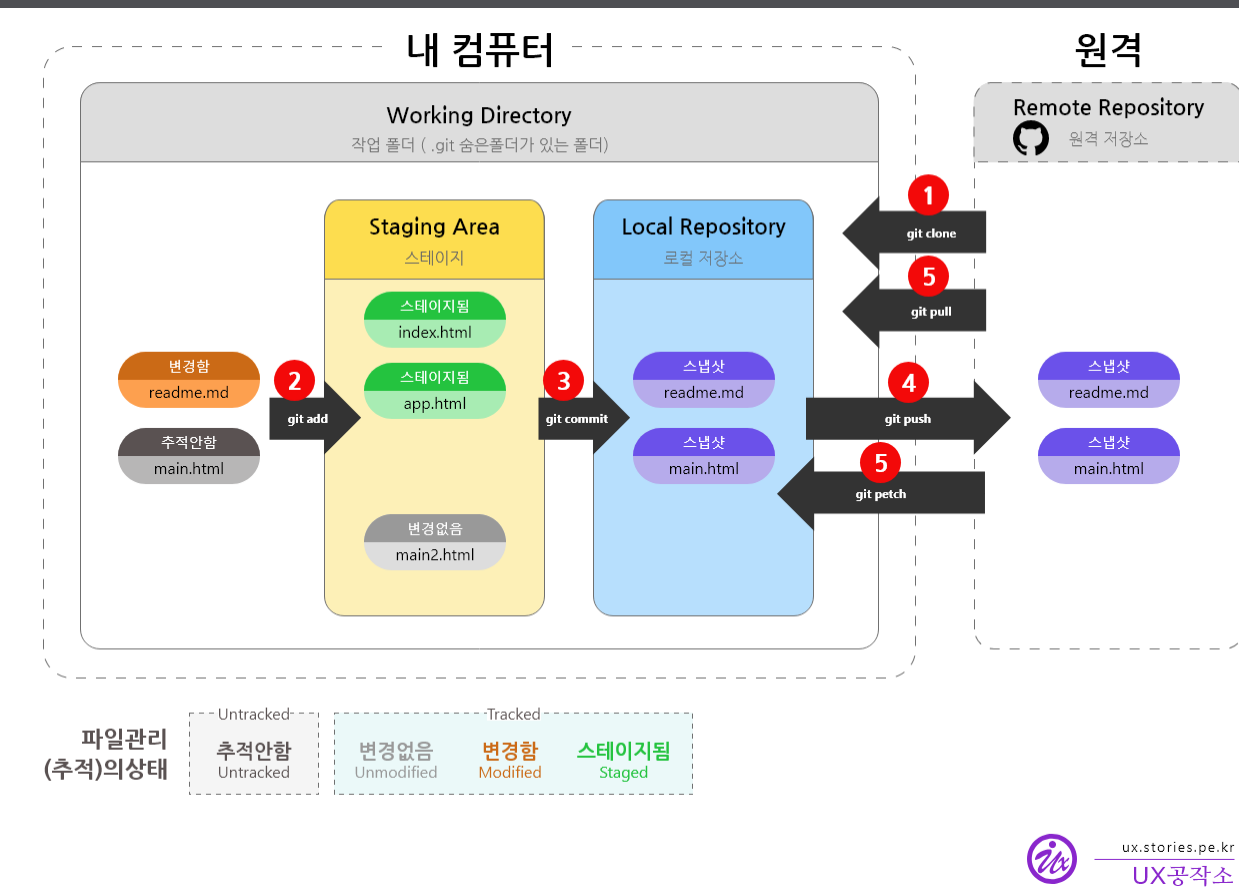 내 컴퓨터
원격
Working Directory
작업 폴더 ( .git 숨은폴더가 있는 폴더)
Remote Repository
원격 저장소
Staging Area
스테이지
Local Repository
로컬 저장소
1
git clone
5
git pull
스테이지됨
index.html
변경함
readme.md
2
git add
스테이지됨
app.html
3
git commit
스냅샷
readme.md
4
git push
스냅샷
readme.md
추적안함
main.html
스냅샷
main.html
5
git petch
스냅샷
main.html
변경없음
main2.html
파일관리
(추적)의상태
Untracked
추적안함
Untracked
Tracked
변경없음
Unmodified
변경함
Modified
스테이지됨
Staged
Ux
ux.stories.pe.kr
UX공작소